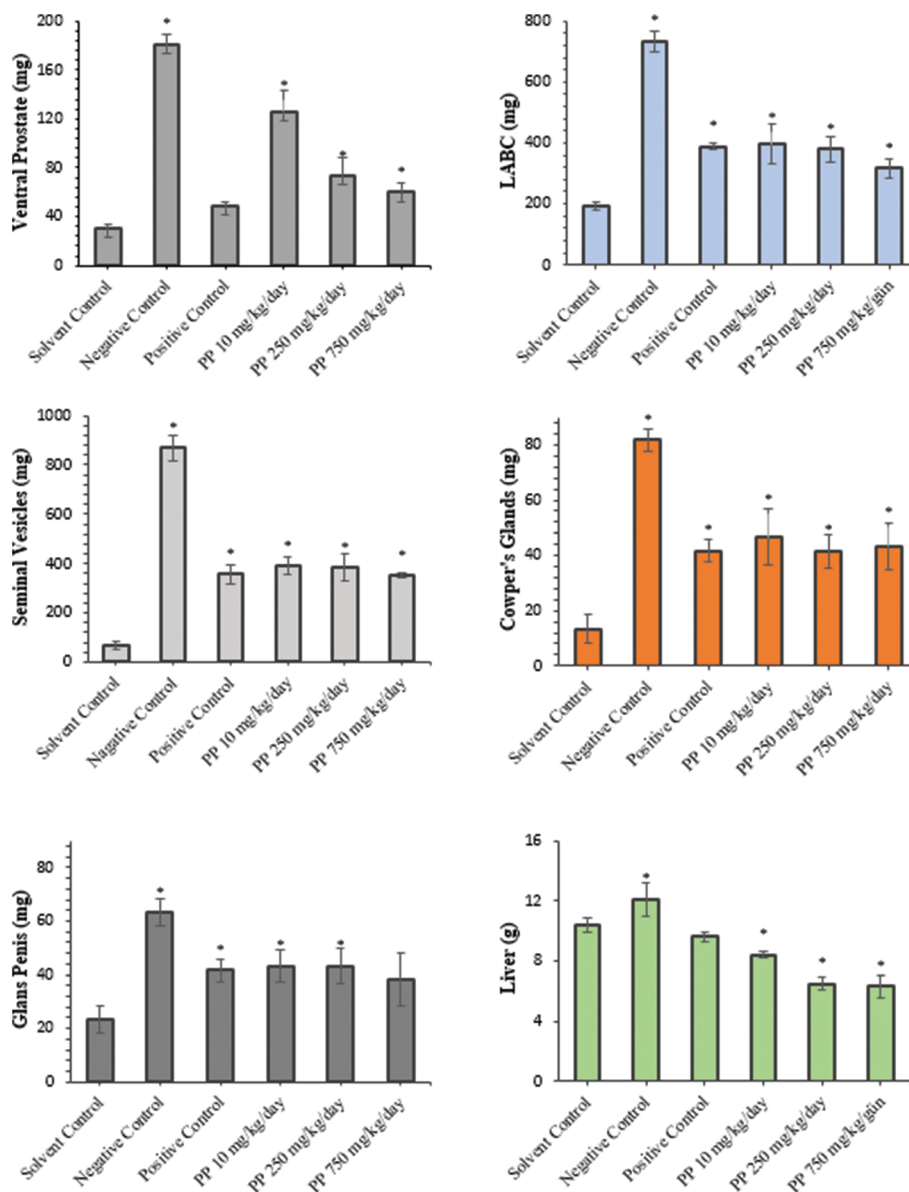 Ventral Prostate (mg)
200
160
120
80
40
0
*
*
*
*
Solvent Control
Negative Control
Positive Control
PP 10 mg/kg/day
PP 250 mg/kg/day
PP 750 mg/kg/day
LABC (mg)
800
600
400
200
0
*
*
*
*
*
Solvent Control
Negative Control
Positive Control
PP 10 mg/kg/day
PP 250 mg/kg/day
PP 750 mg/kg/gün
Seminal Vesicles (mg)
1000
800
600
400
200
0
*
*
*
*
*
Solvent Control
Nagative Control
Positive Control
PP 10 mg/kg/day
PP 250 mg/kg/day
PP 750 mg/kg/day
Cowper's Glands (mg)
80
60
40
20
0
*
*
*
*
*
Solvent Control
Negative Control
Positive Control
PP 10 mg/kg/day
PP 250 mg/kg/day
PP 750 mg/kg/day
Glans Penis (mg)
80
60
40
20
0
*
*
*
*
Solvent Control
Negative Control
Positive Control
PP 10 mg/kg/day
PP 250 mg/kg/day
PP 750 mg/kg/day
Liver (g)
16
12
8
4
0
*
*
*
*
Solvent Control
Negative Control
Positive Control
PP 10 mg/kg/day
PP 250 mg/kg/day
PP 750 mg/kg/gün